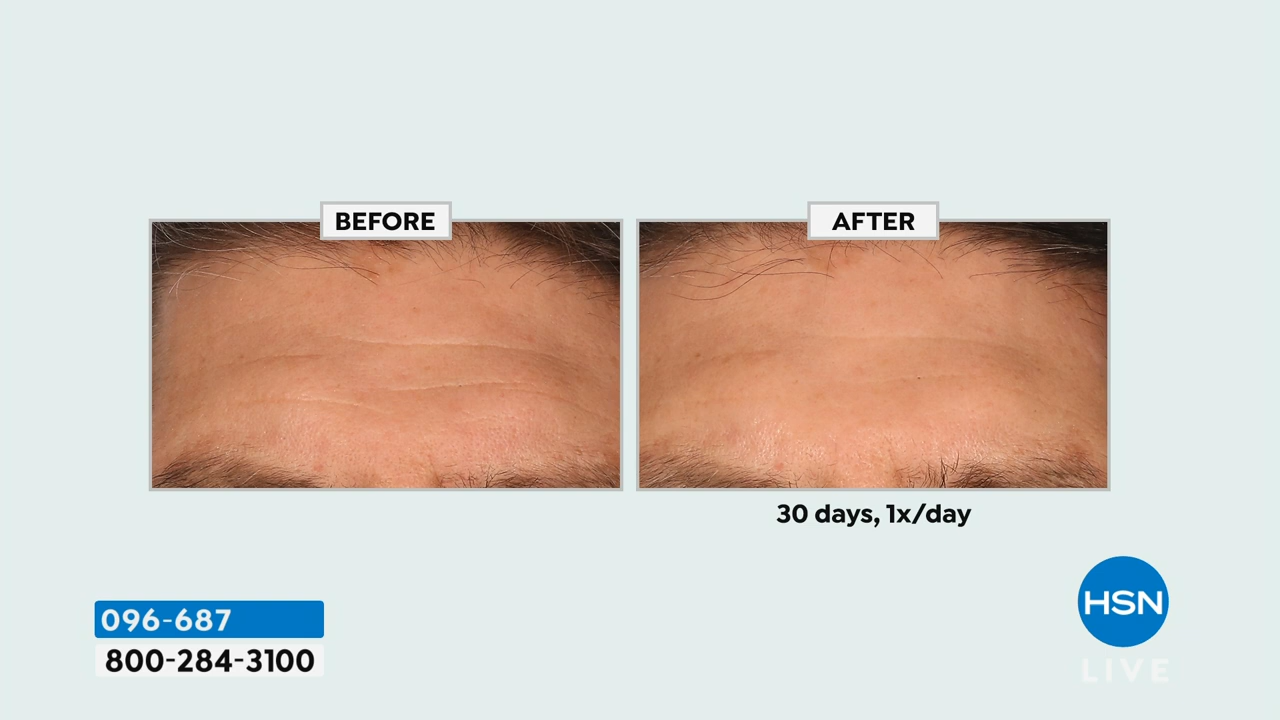 BEFORE
AFTER
30 days, 1x/day
096-687
800-284-3100
HSN
LIVE